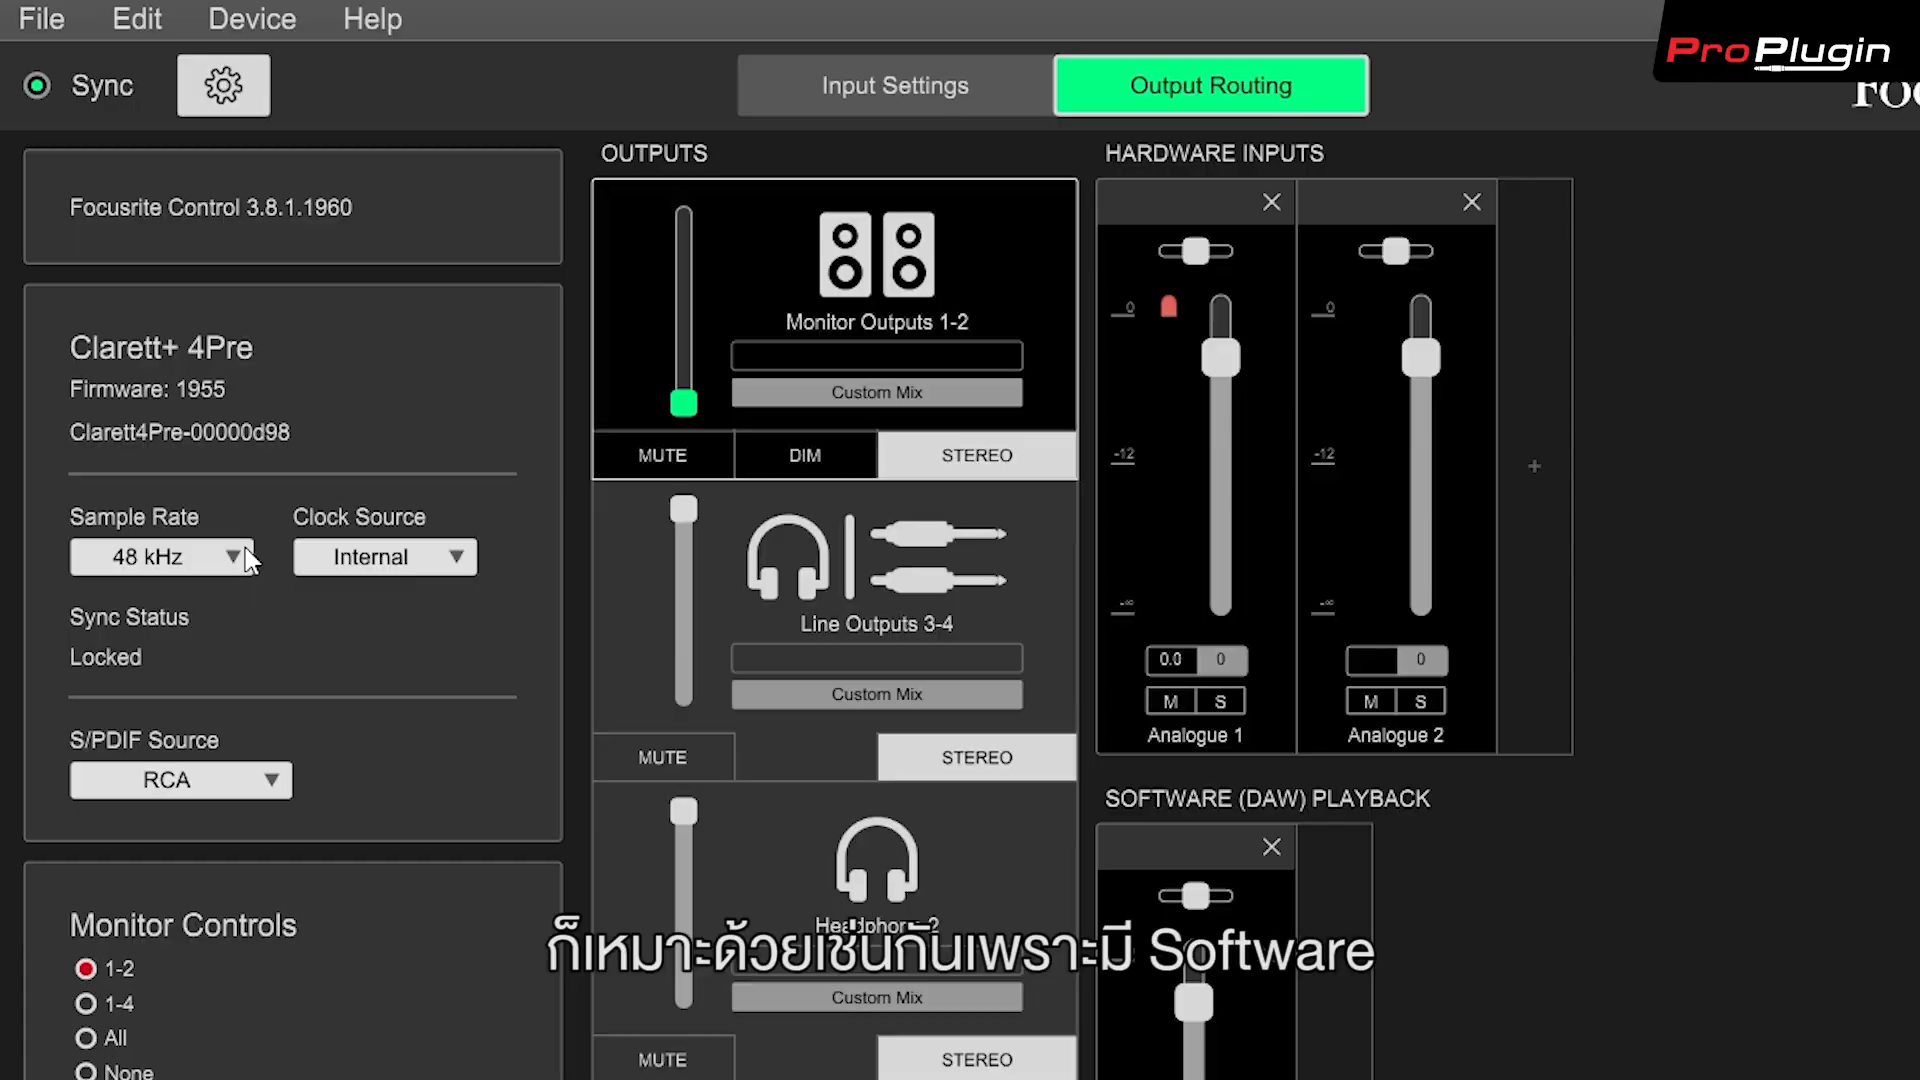 File Edit Device Help
ProPlugin
Sync
Input Settings
Output Routing
Focusrite Control 3.8.1.1960
Clarett+ 4Pre
Firmware: 1955
Clarett4Pre-00000d98
Sample Rate
Clock Source
48 kHz
Internal
Sync Status
Locked
S/PDIF Source
RCA
Monitor Controls
1-2
1-4
All
None
OUTPUTS
Monitor Outputs 1-2
Custom Mix
MUTE DIM STEREO
Line Outputs 3-4
Custom Mix
MUTE STEREO
Custom Mix
MUTE STEREO
HARDWARE INPUTS
0
-12
-∞
0.0 0
M S
Analogue 1
0
-12
-∞
0
M S
Analogue 2
+
SOFTWARE (DAW) PLAYBACK
ก็เหมาะด้วยเช่นกันเพราะมี Software